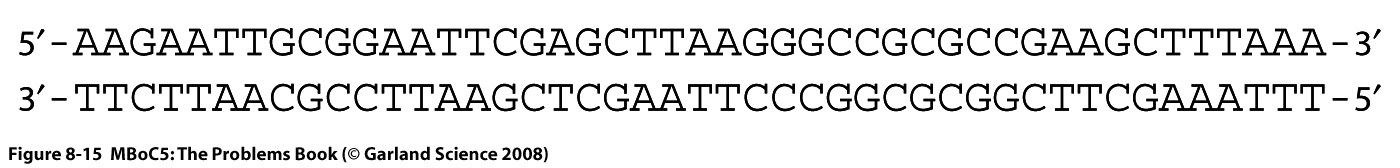 5′–AAGAATTGCGGAATTCGAGCTTAAGGGCCGCGCCGAAGCTTTAAA–3′
3′–TTCTTAACGCCTTAAGCTCGAATTCCCGGCGCGGCTTCGAAATTT–5′
Figure 8-15 MBoC5: The Problems Book (© Garland Science 2008)